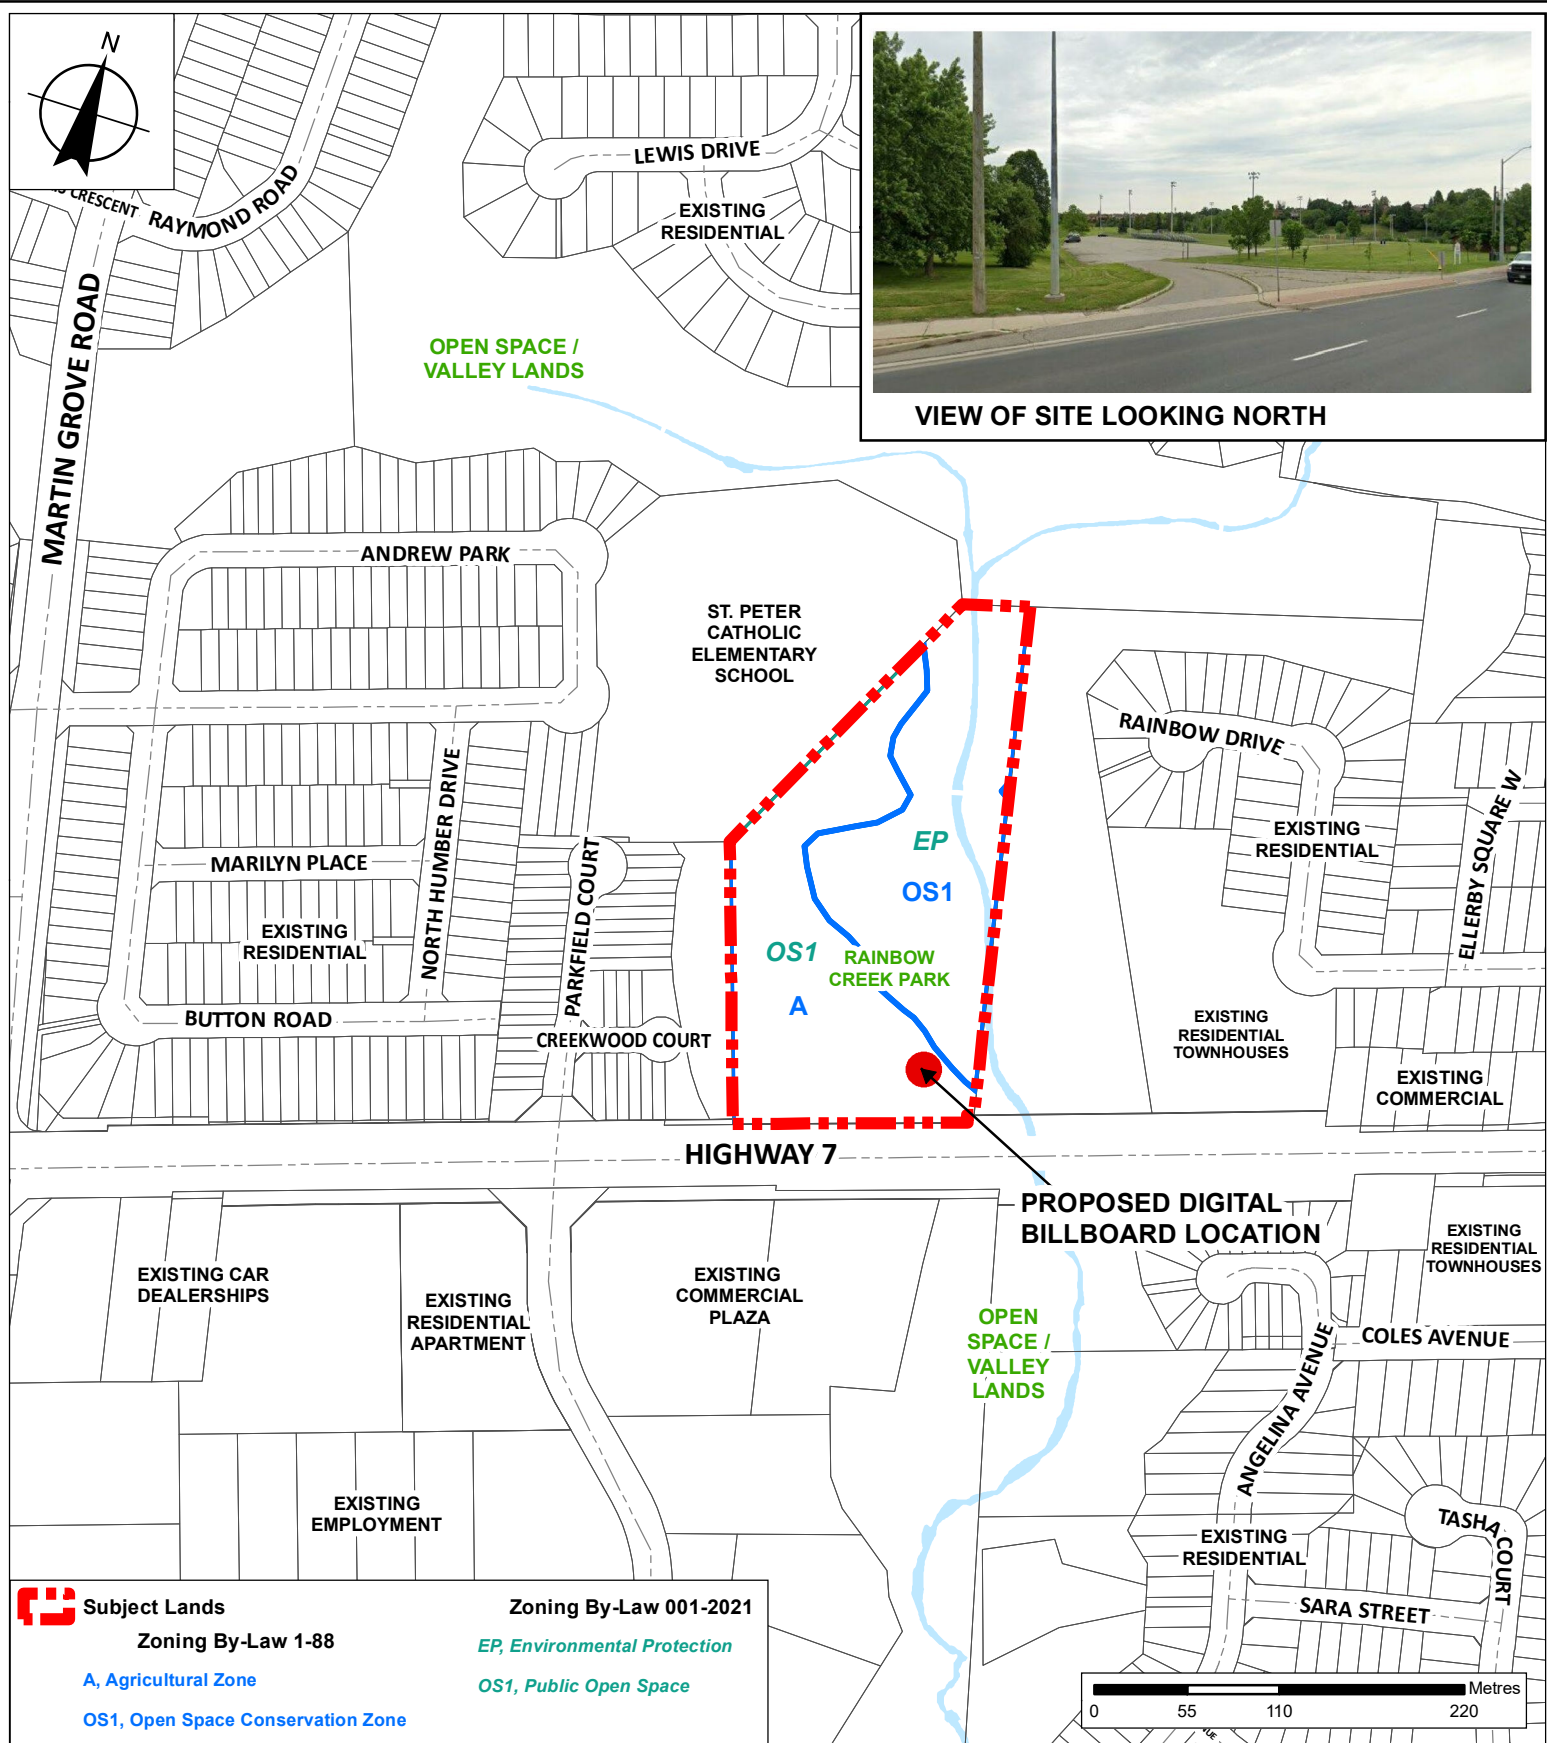 N
CRESCENT
RAYMOND ROAD
LEWIS DRIVE
EXISTING
RESIDENTIAL
VIEW OF SITE LOOKING NORTH
MARTIN GROVE ROAD
OPEN SPACE /
VALLEY LANDS
ANDREW PARK
ST. PETER
CATHOLIC
ELEMENTARY
SCHOOL
RAINBOW DRIVE
NORTH HUMBER DRIVE
MARILYN PLACE
PARKFIELD COURT
EP
OS1
EXISTING
RESIDENTIAL
ELLERBY SQUARE W
EXISTING
RESIDENTIAL
OS1
RAINBOW
CREEK PARK
A
BUTTON ROAD
CREEKWOOD COURT
EXISTING
RESIDENTIAL
TOWNHOUSES
EXISTING
COMMERCIAL
HIGHWAY 7
PROPOSED DIGITAL
BILLBOARD LOCATION
EXISTING
RESIDENTIAL
TOWNHOUSES
EXISTING CAR
DEALERSHIPS
EXISTING
RESIDENTIAL
APARTMENT
EXISTING
COMMERCIAL
PLAZA
OPEN
SPACE /
VALLEY
LANDS
COLES AVENUE
ANGELINA AVENUE
EXISTING
EMPLOYMENT
EXISTING
RESIDENTIAL
TASHA COURT
SARA STREET
Subject Lands
Zoning By-Law 1-88
A, Agricultural Zone
OS1, Open Space Conservation Zone
Zoning By-Law 001-2021
EP, Environmental Protection
OS1, Public Open Space
Metres
0 55 110 220